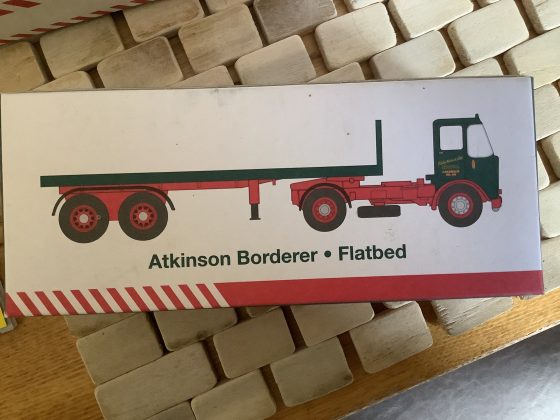 Atkinson Borderer • Flatbed